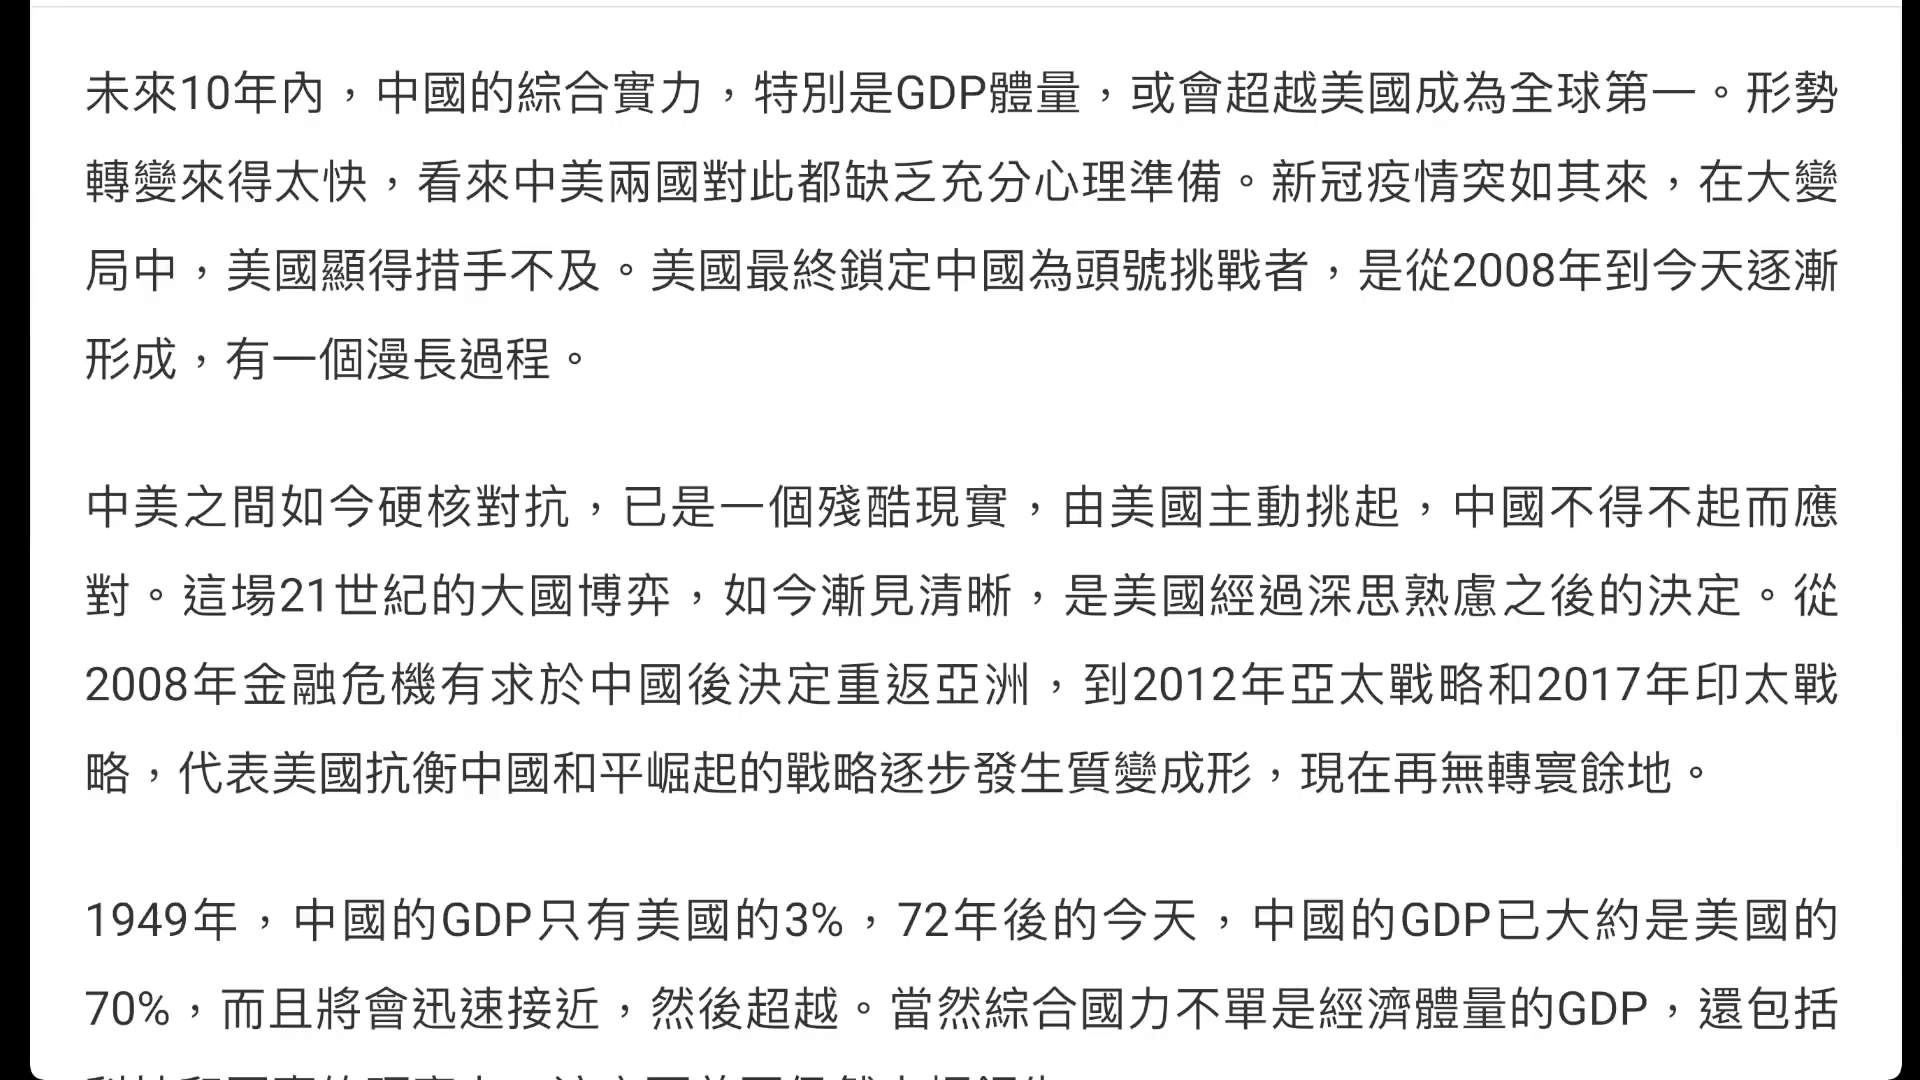 未來10年內，中國的綜合實力，特別是GDP體量，或會超越美國成為全球第一。形勢
轉變來得太快，看來中美兩國對此都缺乏充分心理準備。新冠疫情突如其來，在大變
局中，美國顯得措手不及。美國最終鎖定中國為頭號挑戰者，是從2008年到今天逐漸
形成，有一個漫長過程。
中美之間如今硬核對抗，已是一個殘酷現實，由美國主動挑起，中國不得不起而應
對。這場21世紀的大國博弈，如今漸見清晰，是美國經過深思熟慮之後的決定。從
2008年金融危機有求於中國後決定重返亞洲，到2012年亞太戰略和2017年印太戰
略，代表美國抗衡中國和平崛起的戰略逐步發生質變成形，現在再無轉寰餘地。
1949年，中國的GDP只有美國的3%，72年後的今天，中國的GDP已大約是美國的
70%，而且將會迅速接近，然後超越。當然綜合國力不單是經濟體量的GDP，還包括